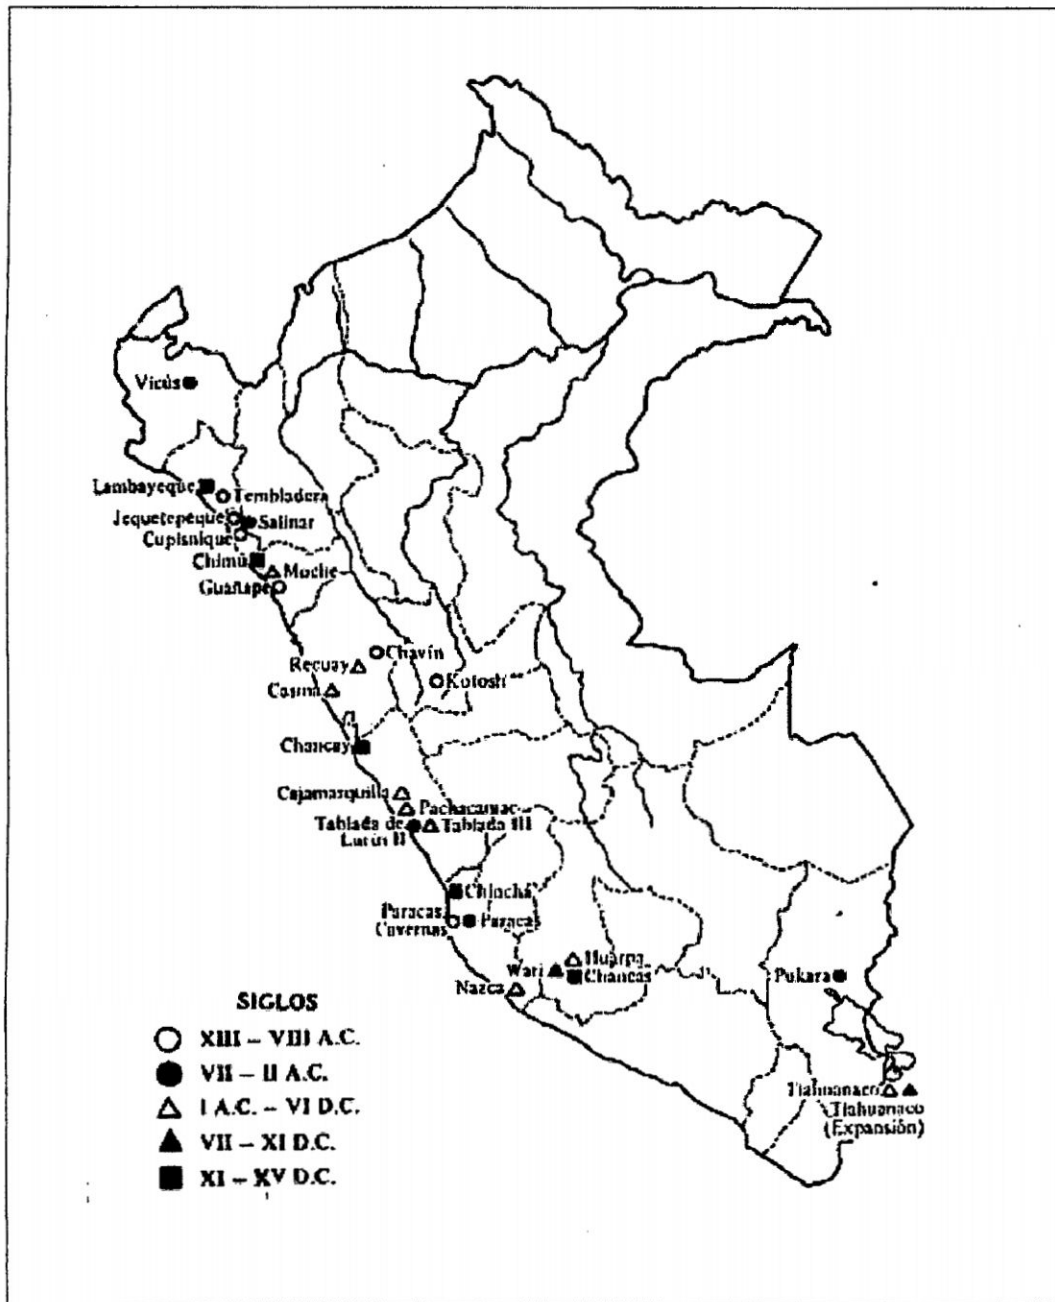 Vicús
Lambayeque
Tembladera
Jequetepeque
Salinar
Cupisnique
Chimú
Moche
Guañape
Chavín
Recuay
Kotosh
Casma
Chancay
Cajamarquilla
Pachacamac
Tablada de
Lurín II
Tablada III
Chincha
Paracas
Cavernas
Paracas
Huarpa
Wari
Chancas
Nazca
Pukara
Tiahuanaco
Tiahuanaco
(Expansión)
SIGLOS
XIII – VIII A.C.
VII – II A.C.
I A.C. – VI D.C.
VII – XI D.C.
XI – XV D.C.